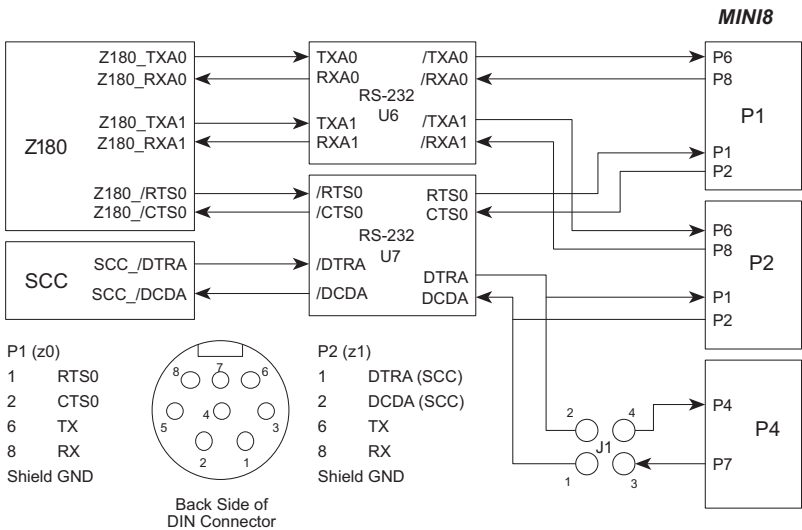 MINI8
Z180
Z180_TXA0
Z180_RXA0
Z180_TXA1
Z180_RXA1
Z180_/RTS0
Z180_/CTS0
SCC
SCC_/DTRA
SCC_/DCDA
TXA0 /TXA0
RXA0 /RXA0
RS-232
U6
TXA1 /TXA1
RXA1 /RXA1
/RTS0 RTS0
/CTS0 CTS0
RS-232
U7
/DTRA DTRA
/DCDA DCDA
P6
P8
P1
P1
P2
P6
P8
P2
P1
P2
P4
P4
P7
P1 (z0)
1 RTS0
2 CTS0
6 TX
8 RX
Shield GND
8 7 6
5 4 3
2 1
Back Side of
DIN Connector
P2 (z1)
1 DTRA (SCC)
2 DCDA (SCC)
6 TX
8 RX
Shield GND
2 4
J1
1 3